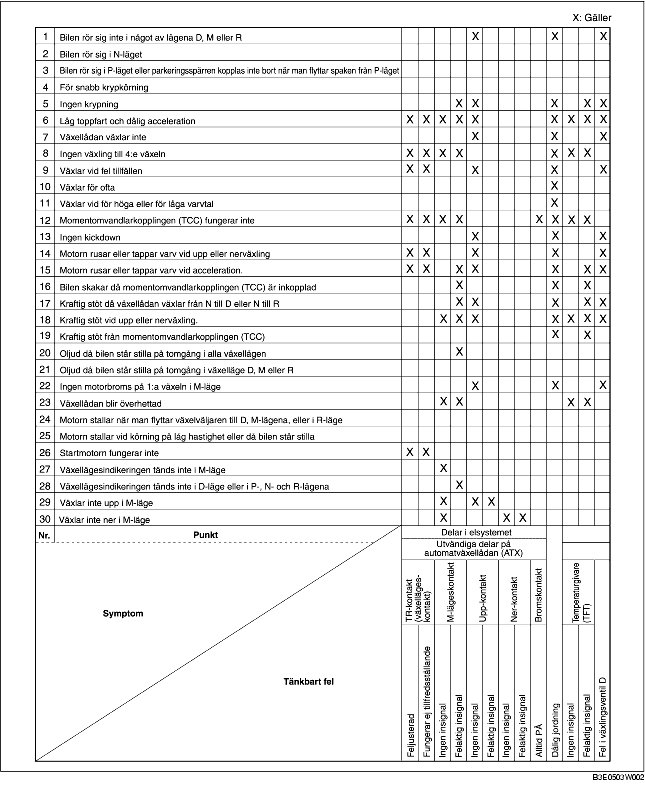 X: Gäller
1 Bilen rör sig inte i något av lägena D, M eller R X X X
2 Bilen rör sig i N-läget
3 Bilen rör sig i P-läget eller parkeringsspärren kopplas inte bort när man flyttar spaken från P-läget
4 För snabb krypkörning
5 Ingen krypning X X X X X
6 Låg toppfart och dålig acceleration X X X X X X X X X
7 Växellådan växlar inte X X X
8 Ingen växling till 4:e växeln X X X X X X X
9 Växlar vid fel tillfällen X X X X X
10 Växlar för ofta X
11 Växlar vid för höga eller för låga varvtal X
12 Momentomvandlarkopplingen (TCC) fungerar inte X X X X X X X X
13 Ingen kickdown X X X
14 Motorn rusar eller tappar varv vid upp eller nerväxling X X X X X
15 Motorn rusar eller tappar varv vid acceleration. X X X X X X X
16 Bilen skakar då momentomvandlarkopplingen (TCC) är inkopplad X X X
17 Kraftig stöt då växellådan växlar från N till D eller N till R X X X X X
18 Kraftig stöt vid upp eller nerväxling. X X X X X X X
19 Kraftig stöt från momentomvandlarkopplingen (TCC) X X
20 Oljud då bilen står stilla på tomgång i alla växellägen X
21 Oljud då bilen står stilla på tomgång i växelläge D, M eller R
22 Ingen motorbroms på 1:a växeln i M-läge X X X
23 Växellådan blir överhettad X X X X
24 Motorn stallar när man flyttar växelväljaren till D, M-lägena, eller i R-läge
25 Motorn stallar vid körning på låg hastighet eller då bilen står stilla
26 Startmotorn fungerar inte X X
27 Växellägesindikeringen tänds inte i M-läge X
28 Växellägesindikeringen tänds inte i D-läge eller i P-, N- och R-lägena X
29 Växlar inte upp i M-läge X X X
30 Växlar inte ner i M-läge X X X
Nr. Punkt
Delar i elsystemet
Utvändiga delar på
automatväxellådan (ATX)
TR-kontakt
(växelläges-
kontakt)
M-lägeskontakt
Upp-kontakt
Ner-kontakt
Bromskontakt
Temperaturgivare
(TFT)
Symptom
Tänkbart fel
Feljusterad
Fungerar ej tillfredsställande
Ingen insignal
Felaktig insignal
Ingen insignal
Felaktig insignal
Ingen insignal
Felaktig insignal
Alltid PÅ
Dålig jordning
Ingen insignal
Felaktig insignal
Fel i växlingsventil D
B3E0503W002